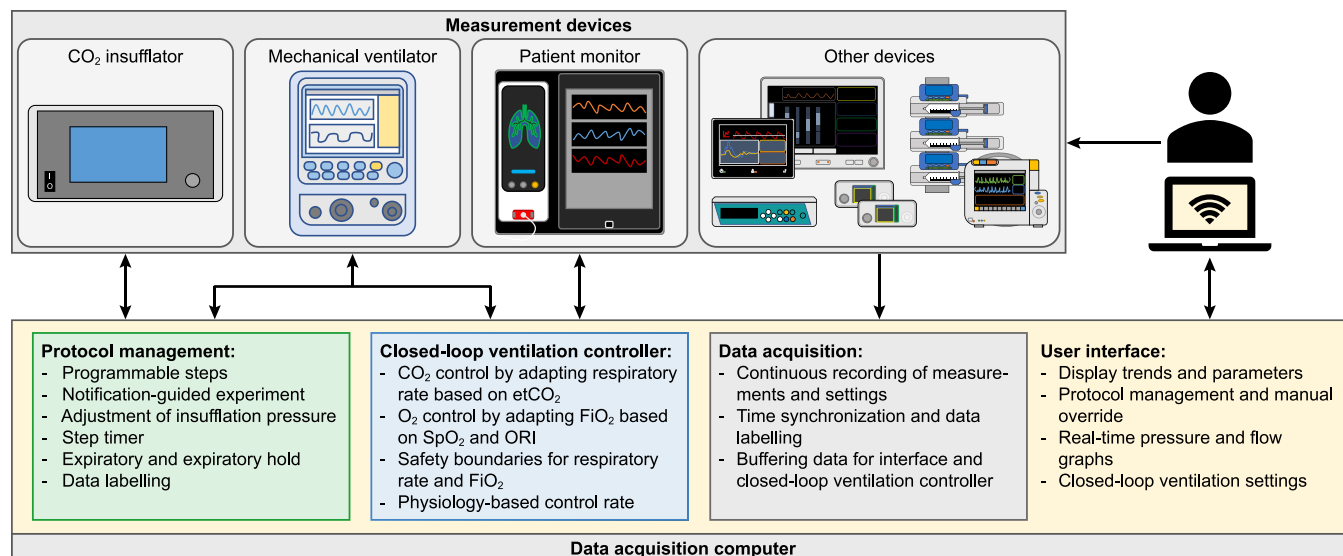 Measurement devices
CO₂ insufflator
Mechanical ventilator
Patient monitor
Other devices
I
O
Protocol management:
- Programmable steps
- Notification-guided experiment
- Adjustment of insufflation pressure
- Step timer
- Expiratory and expiratory hold
- Data labelling
Closed-loop ventilation controller:
- CO₂ control by adapting respiratory
rate based on etCO₂
- O₂ control by adapting FiO₂ based
on SpO₂ and ORI
- Safety boundaries for respiratory
rate and FiO₂
- Physiology-based control rate
Data acquisition:
- Continuous recording of measure-
ments and settings
- Time synchronization and data
labelling
- Buffering data for interface and
closed-loop ventilation controller
User interface:
- Display trends and parameters
- Protocol management and manual
override
- Real-time pressure and flow
graphs
- Closed-loop ventilation settings
Data acquisition computer